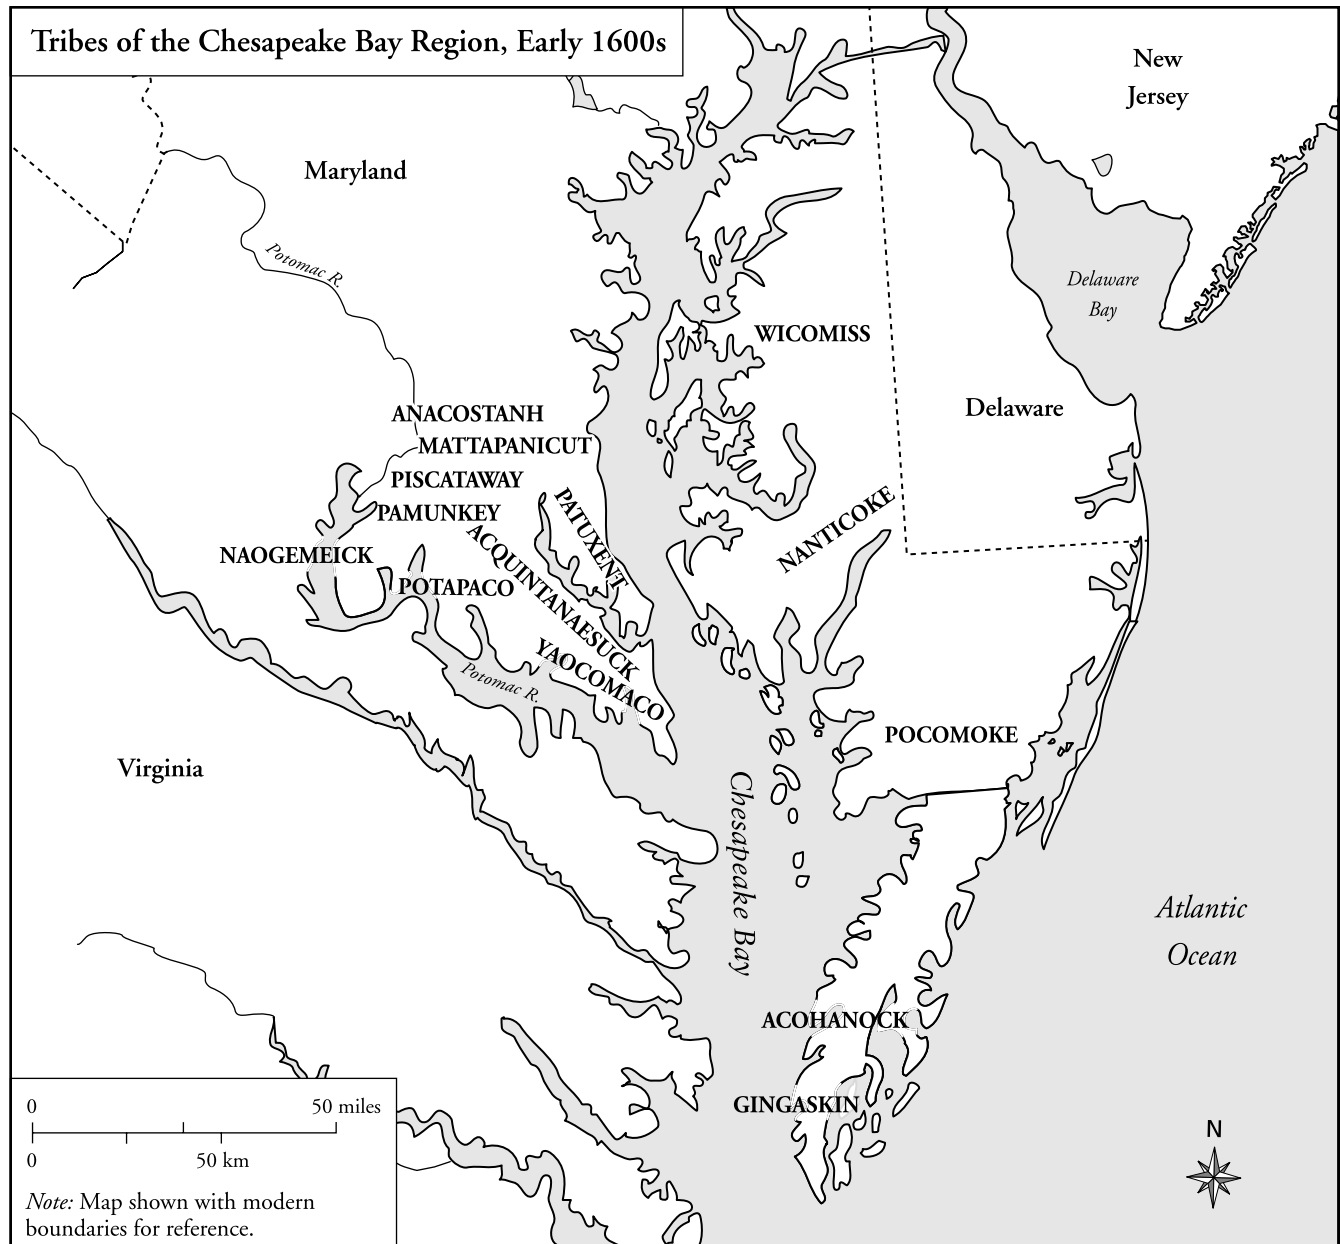 Tribes of the Chesapeake Bay Region, Early 1600s
New
Jersey
Maryland
Potomac R.
Delaware
Bay
WICOMISS
Delaware
ANACOSTANH
MATTAPANICUT
PISCATAWAY
PAMUNKEY
PATUXENT
NANTICOKE
ACQUINTANAESUCK
NAOGEMEICK
POTAPACO
YAOCOMACO
Potomac R.
POCOMOKE
Virginia
Chesapeake Bay
Atlantic
Ocean
ACOHANOCK
GINGASKIN
0 50 miles
0 50 km
Note: Map shown with modern
boundaries for reference.
N